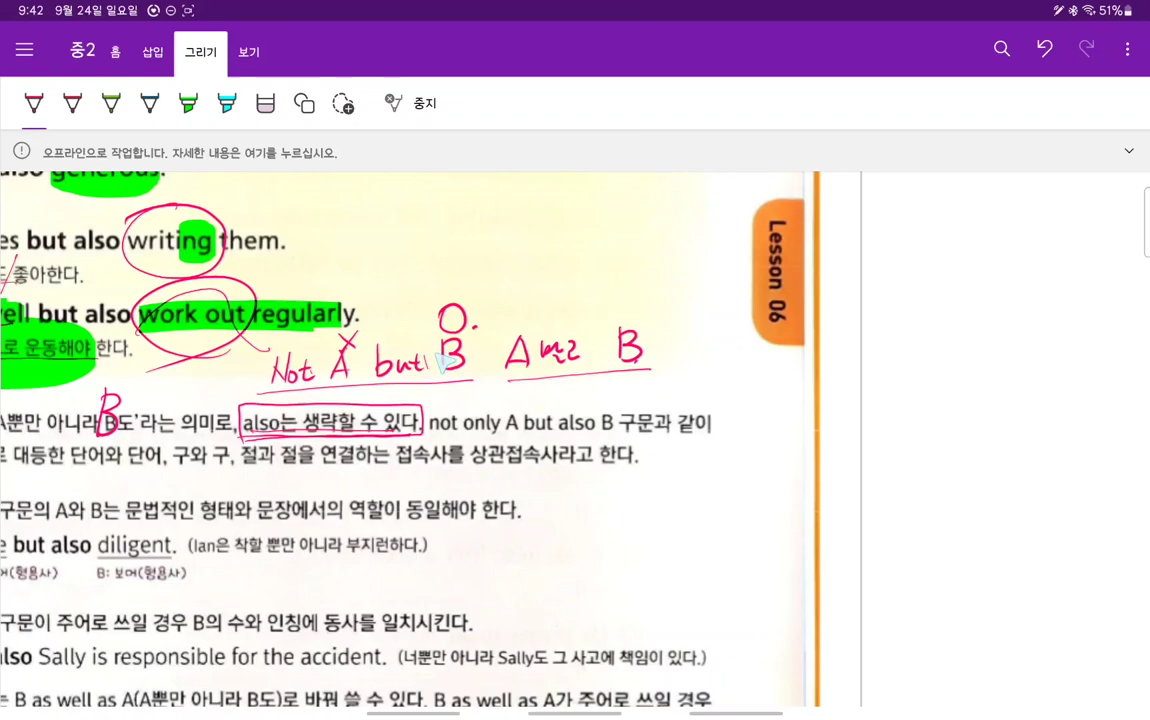 9:42 9월 24일 일요일
51%
중2 홈 삽입 그리기 보기
중지
오프라인으로 작업합니다. 자세한 내용은 여기를 누르십시오.
also generous.
es but also writing them.
도 좋아한다.
ell but also work out regularly.
로 운동해야 한다.
O.
X
Not A but B A 말고 B
B
A뿐만 아니라 B도'라는 의미로, also는 생략할 수 있다. not only A but also B 구문과 같이
로 대등한 단어와 단어, 구와 구, 절과 절을 연결하는 접속사를 상관접속사라고 한다.
구문의 A와 B는 문법적인 형태와 문장에서의 역할이 동일해야 한다.
e but also diligent. (Ian은 착할 뿐만 아니라 부지런하다.)
어(형용사) B: 보어(형용사)
구문이 주어로 쓰일 경우 B의 수와 인칭에 동사를 일치시킨다.
also Sally is responsible for the accident. (너뿐만 아니라 Sally도 그 사고에 책임이 있다.)
는 B as well as A(A뿐만 아니라 B도)로 바꿔 쓸 수 있다. B as well as A가 주어로 쓰일 경우
Lesson 06